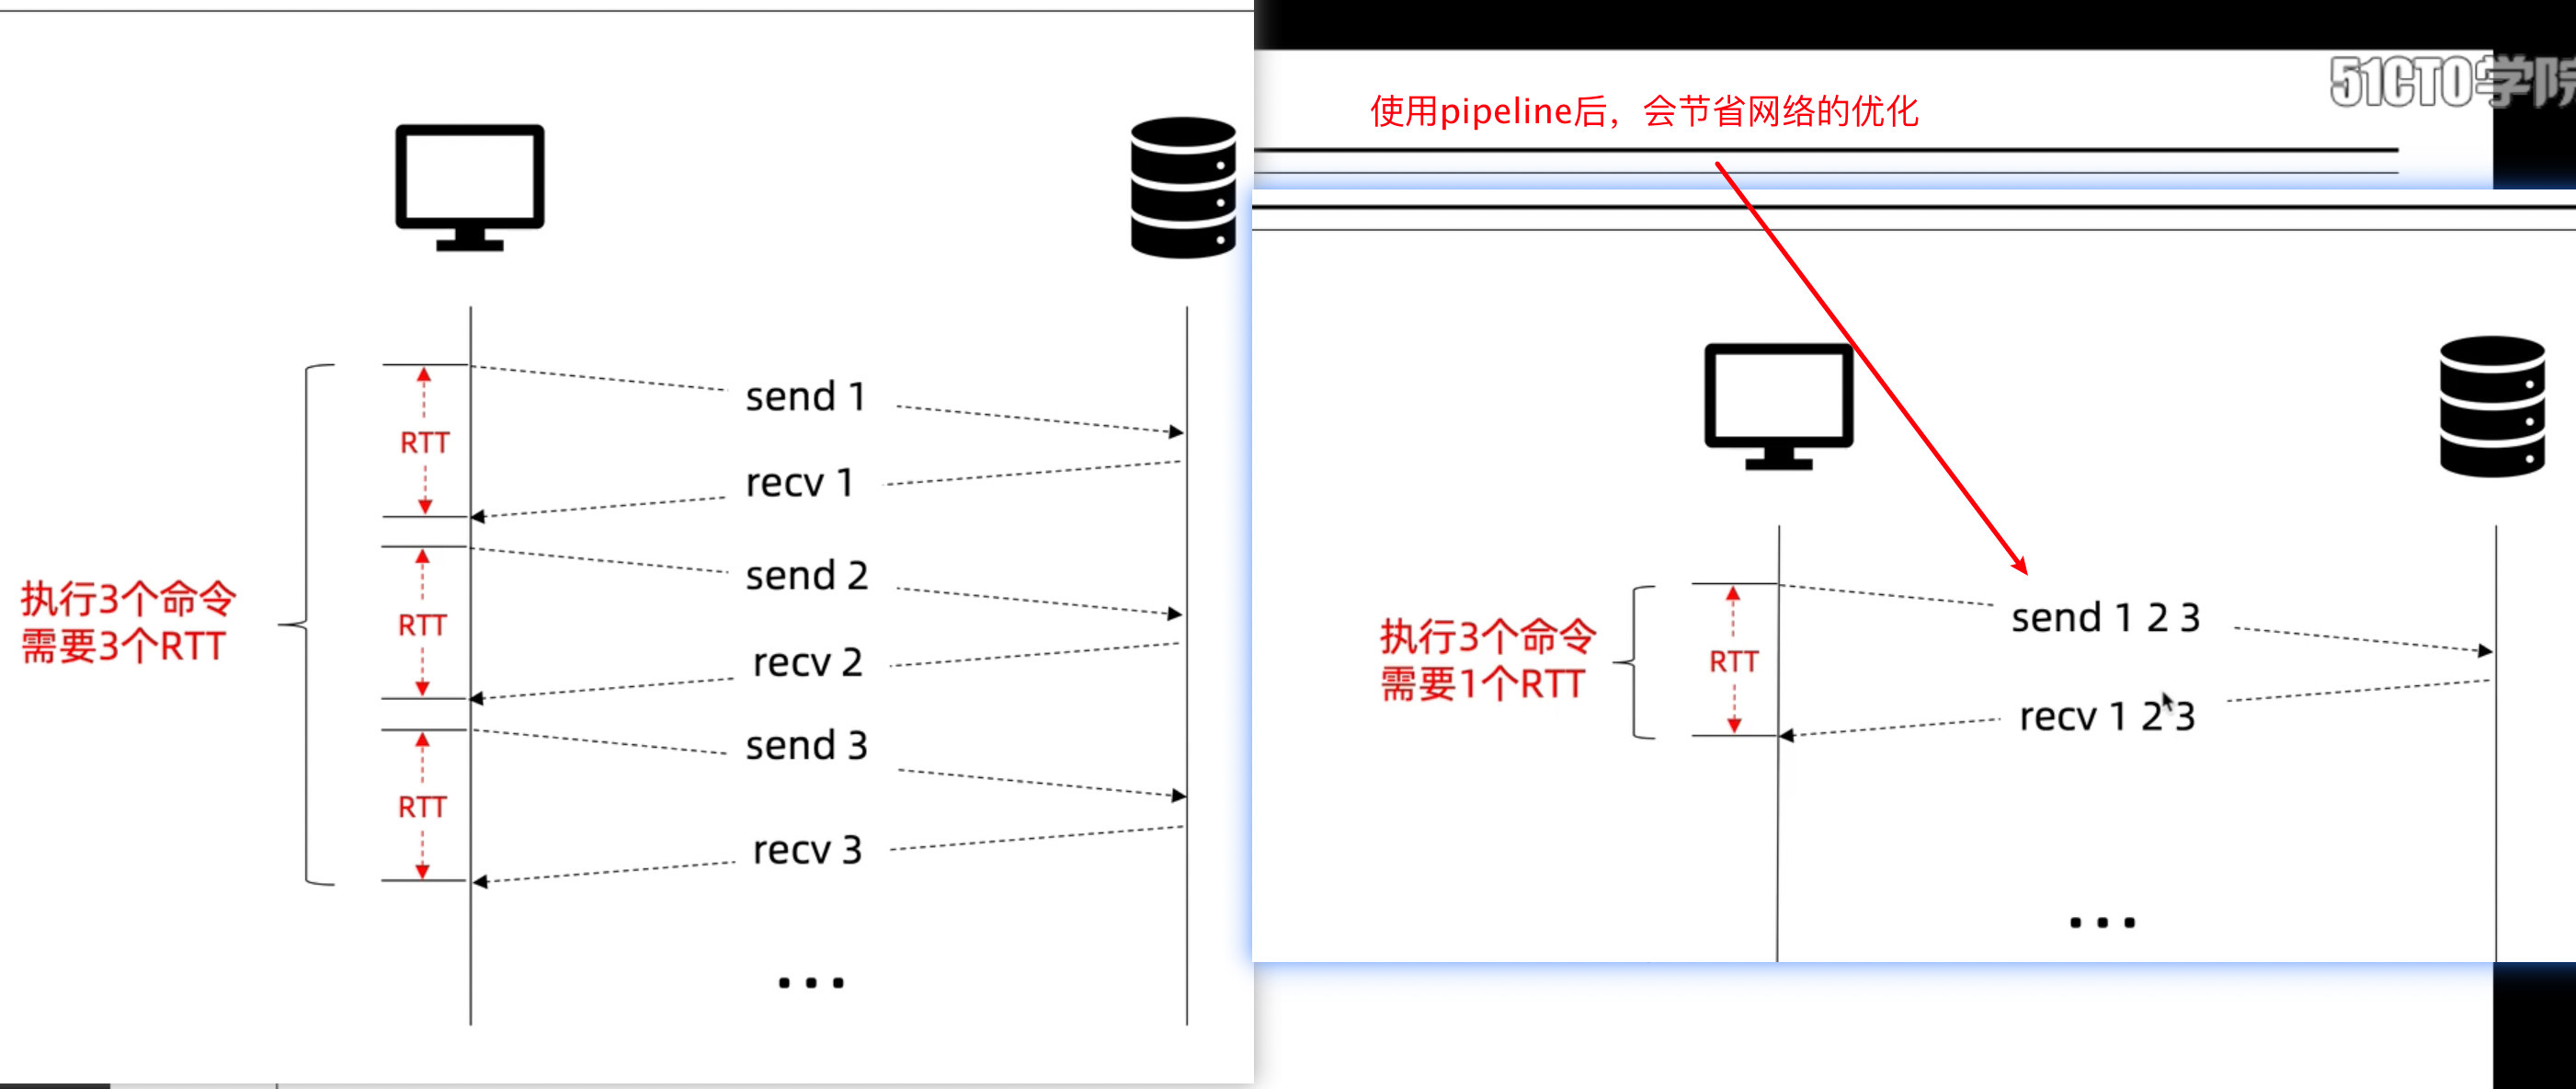 send 1
RTT
recv 1
send 2
执行3个命令
需要3个RTT
RTT
recv 2
send 3
RTT
recv 3
...
51CTO学院
使用pipeline后，会节省网络的优化
执行3个命令
需要1个RTT
RTT
send 1 2 3
recv 1 2 3
...